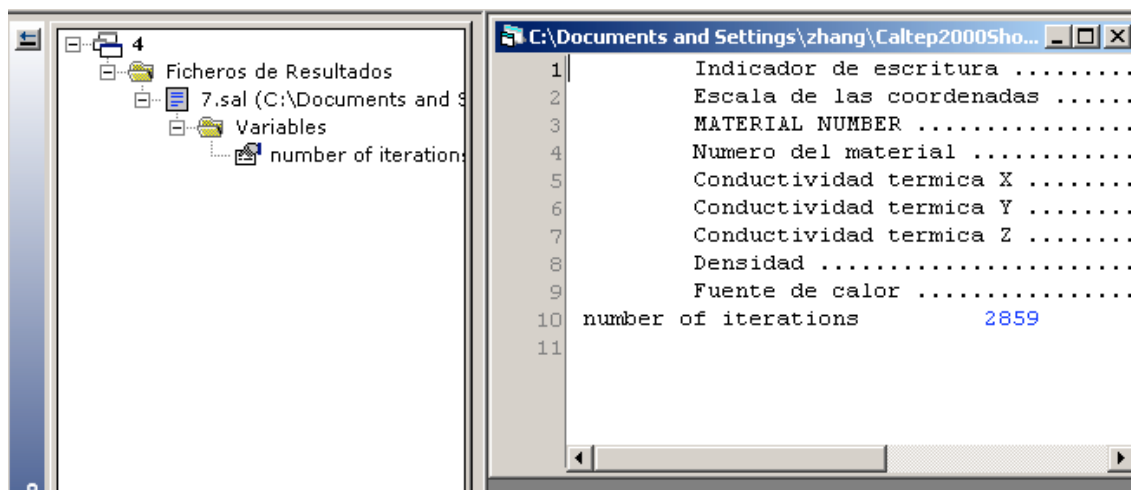 4
Ficheros de Resultados
7.sal (C:\Documents and S
Variables
number of iterations
C:\Documents and Settings\zhang\Caltep2000Sho...
1 Indicador de escritura .........
2 Escala de las coordenadas ......
3 MATERIAL NUMBER ................
4 Numero del material ............
5 Conductividad termica X ........
6 Conductividad termica Y ........
7 Conductividad termica Z ........
8 Densidad .......................
9 Fuente de calor ................
10 number of iterations 2859
11